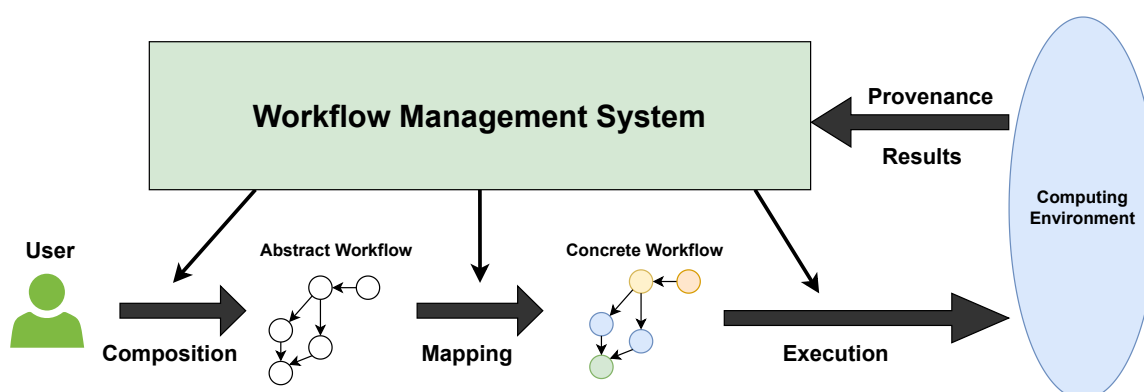 Workflow Management System
Provenance
Results
Computing
Environment
User
Abstract Workflow
Concrete Workflow
Composition
Mapping
Execution